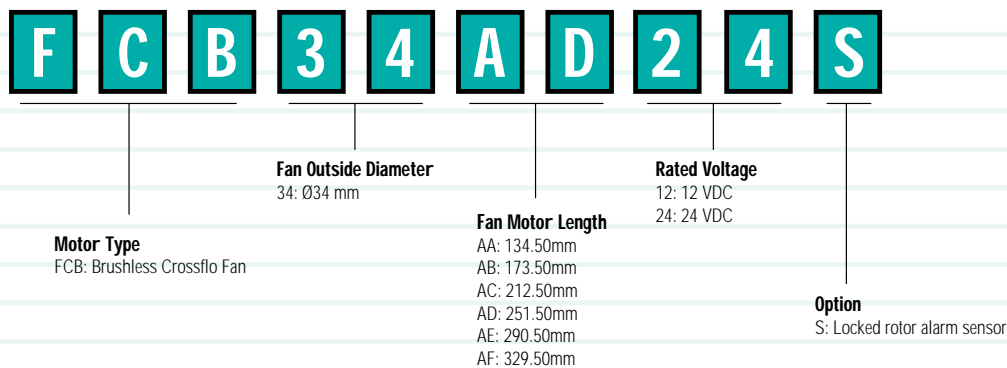 F C B 3 4 A D 2 4 S
Fan Outside Diameter
34: Ø34 mm
Rated Voltage
12: 12 VDC
24: 24 VDC
Fan Motor Length
AA: 134.50mm
AB: 173.50mm
AC: 212.50mm
AD: 251.50mm
AE: 290.50mm
AF: 329.50mm
Motor Type
FCB: Brushless Crossflo Fan
Option
S: Locked rotor alarm sensor